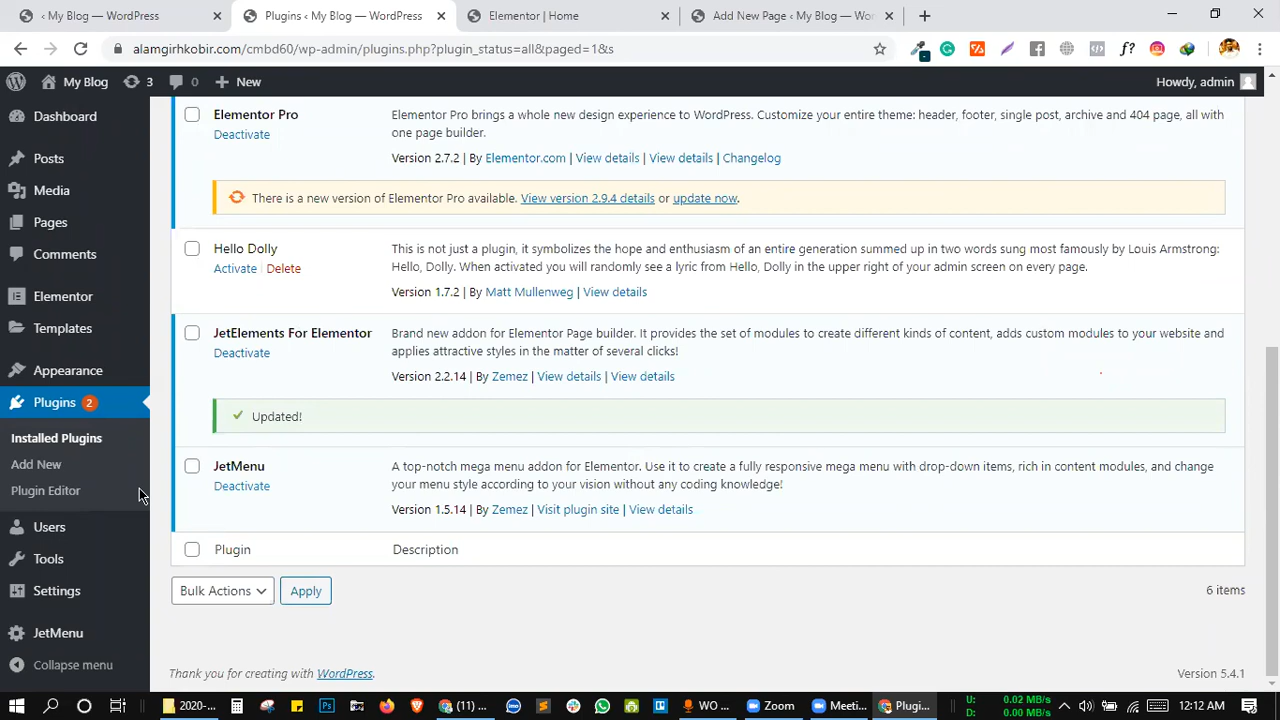 ‹ My Blog — WordPress
Plugins ‹ My Blog — WordPress
Elementor | Home
Add New Page ‹ My Blog — WordPress
alamgirhkobir.com/cmbd60/wp-admin/plugins.php?plugin_status=all&paged=1&s
My Blog
3
0
New
Howdy, admin
Dashboard
Posts
Media
Pages
Comments
Elementor
Templates
Appearance
Plugins 2
Installed Plugins
Add New
Plugin Editor
Users
Tools
Settings
JetMenu
Collapse menu
Elementor Pro
Deactivate
Elementor Pro brings a whole new design experience to WordPress. Customize your entire theme: header, footer, single post, archive and 404 page, all with
one page builder.
Version 2.7.2 | By Elementor.com | View details | View details | Changelog
There is a new version of Elementor Pro available. View version 2.9.4 details or update now.
Hello Dolly
Activate | Delete
This is not just a plugin, it symbolizes the hope and enthusiasm of an entire generation summed up in two words sung most famously by Louis Armstrong:
Hello, Dolly. When activated you will randomly see a lyric from Hello, Dolly in the upper right of your admin screen on every page.
Version 1.7.2 | By Matt Mullenweg | View details
JetElements For Elementor
Deactivate
Brand new addon for Elementor Page builder. It provides the set of modules to create different kinds of content, adds custom modules to your website and
applies attractive styles in the matter of several clicks!
Version 2.2.14 | By Zemez | View details | View details
Updated!
JetMenu
Deactivate
A top-notch mega menu addon for Elementor. Use it to create a fully responsive mega menu with drop-down items, rich in content modules, and change
your menu style according to your vision without any coding knowledge!
Version 1.5.14 | By Zemez | Visit plugin site | View details
Plugin
Description
Bulk Actions
Apply
6 items
Thank you for creating with WordPress.
Version 5.4.1
2020-...
(11) ...
WO ...
Zoom
Meeti...
Plugi...
U: 0.02 MB/s
D: 0.00 MB/s
12:12 AM